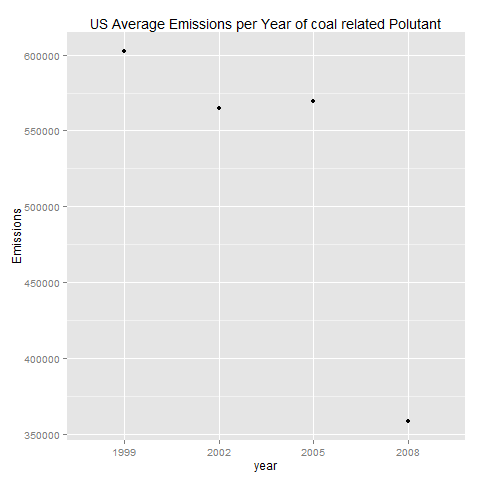 US Average Emissions per Year of coal related Polutant
Emissions
600000
550000
500000
450000
400000
350000
1999 2002 2005 2008
year